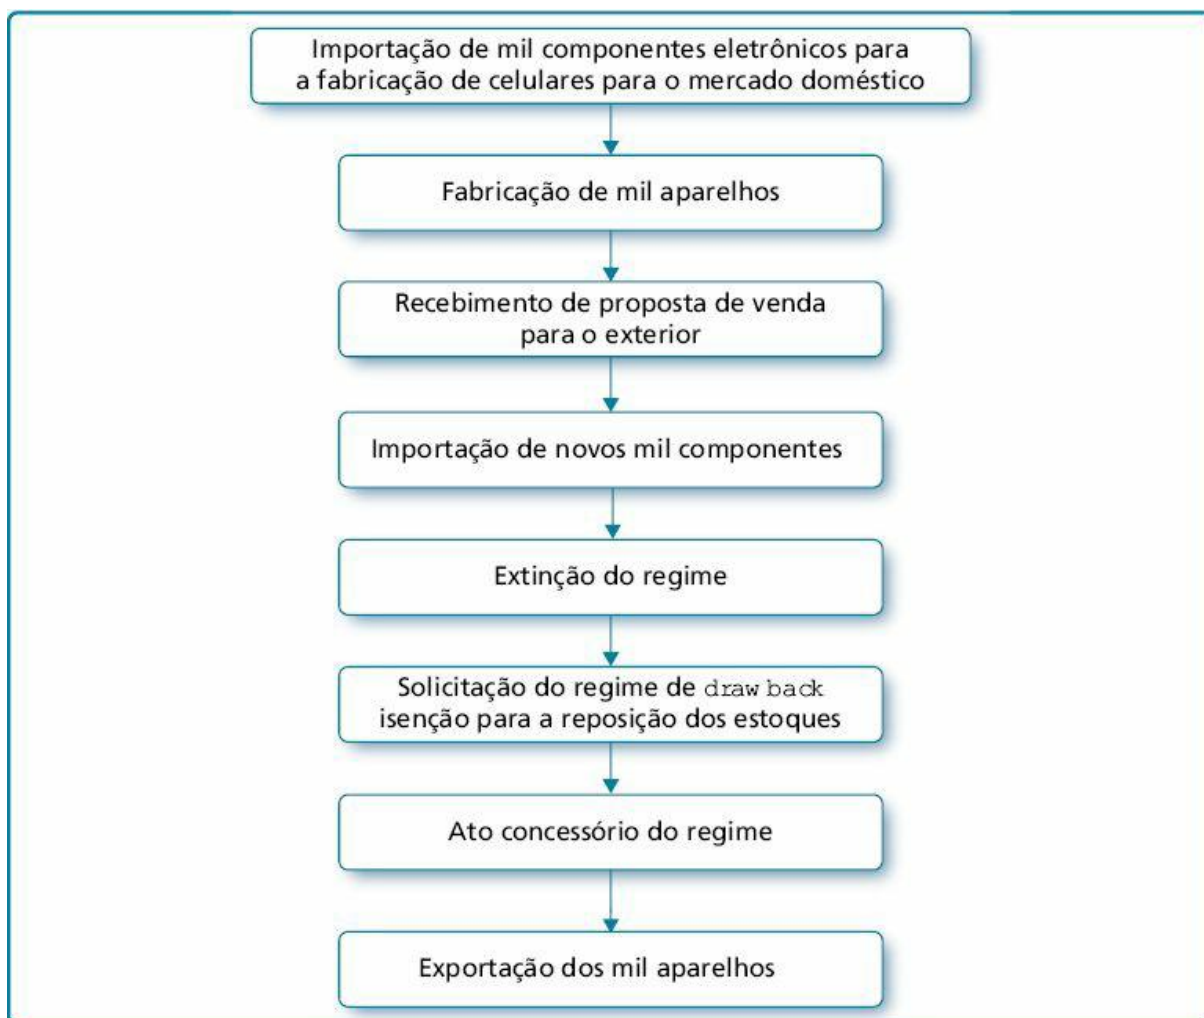 Importação de mil componentes eletrônicos para
a fabricação de celulares para o mercado doméstico
Fabricação de mil aparelhos
Recebimento de proposta de venda
para o exterior
Importação de novos mil componentes
Extinção do regime
Solicitação do regime de drawback
isenção para a reposição dos estoques
Ato concessório do regime
Exportação dos mil aparelhos